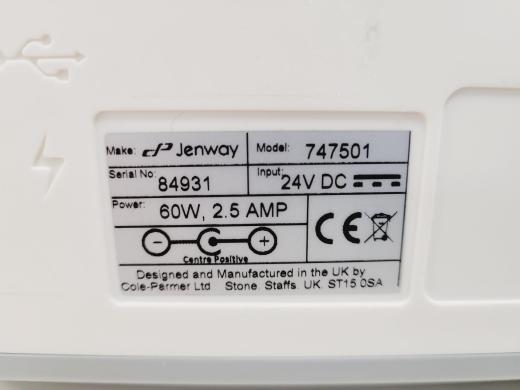 Make: Jenway Model: 747501
Serial No: 84931 Input: 24V DC
Power: 60W, 2.5 AMP
Centre Positive
CE
Designed and Manufactured in the UK by
Cole-Parmer Ltd Stone. Staffs. UK. ST15 0SA